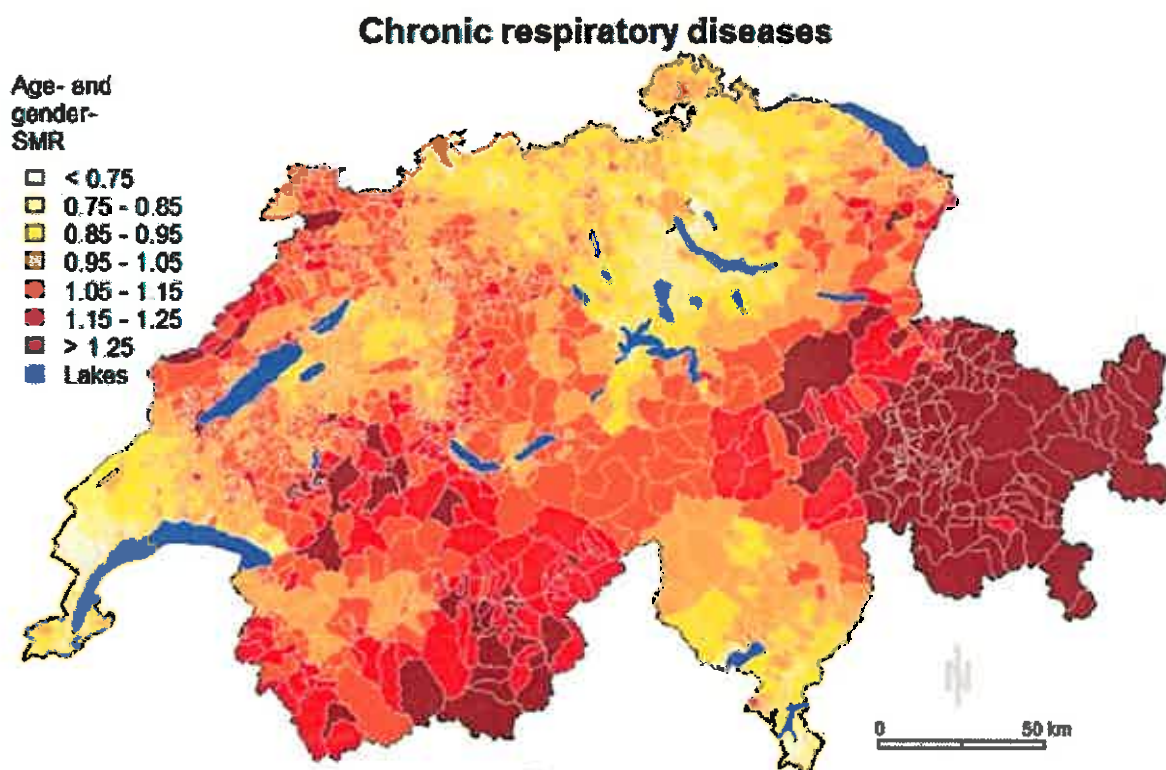 Chronic respiratory diseases
Age- and
gender-
SMR
< 0.75
0.75 - 0.85
0.85 - 0.95
0.95 - 1.05
1.05 - 1.15
1.15 - 1.25
> 1.25
Lakes
0 50 km